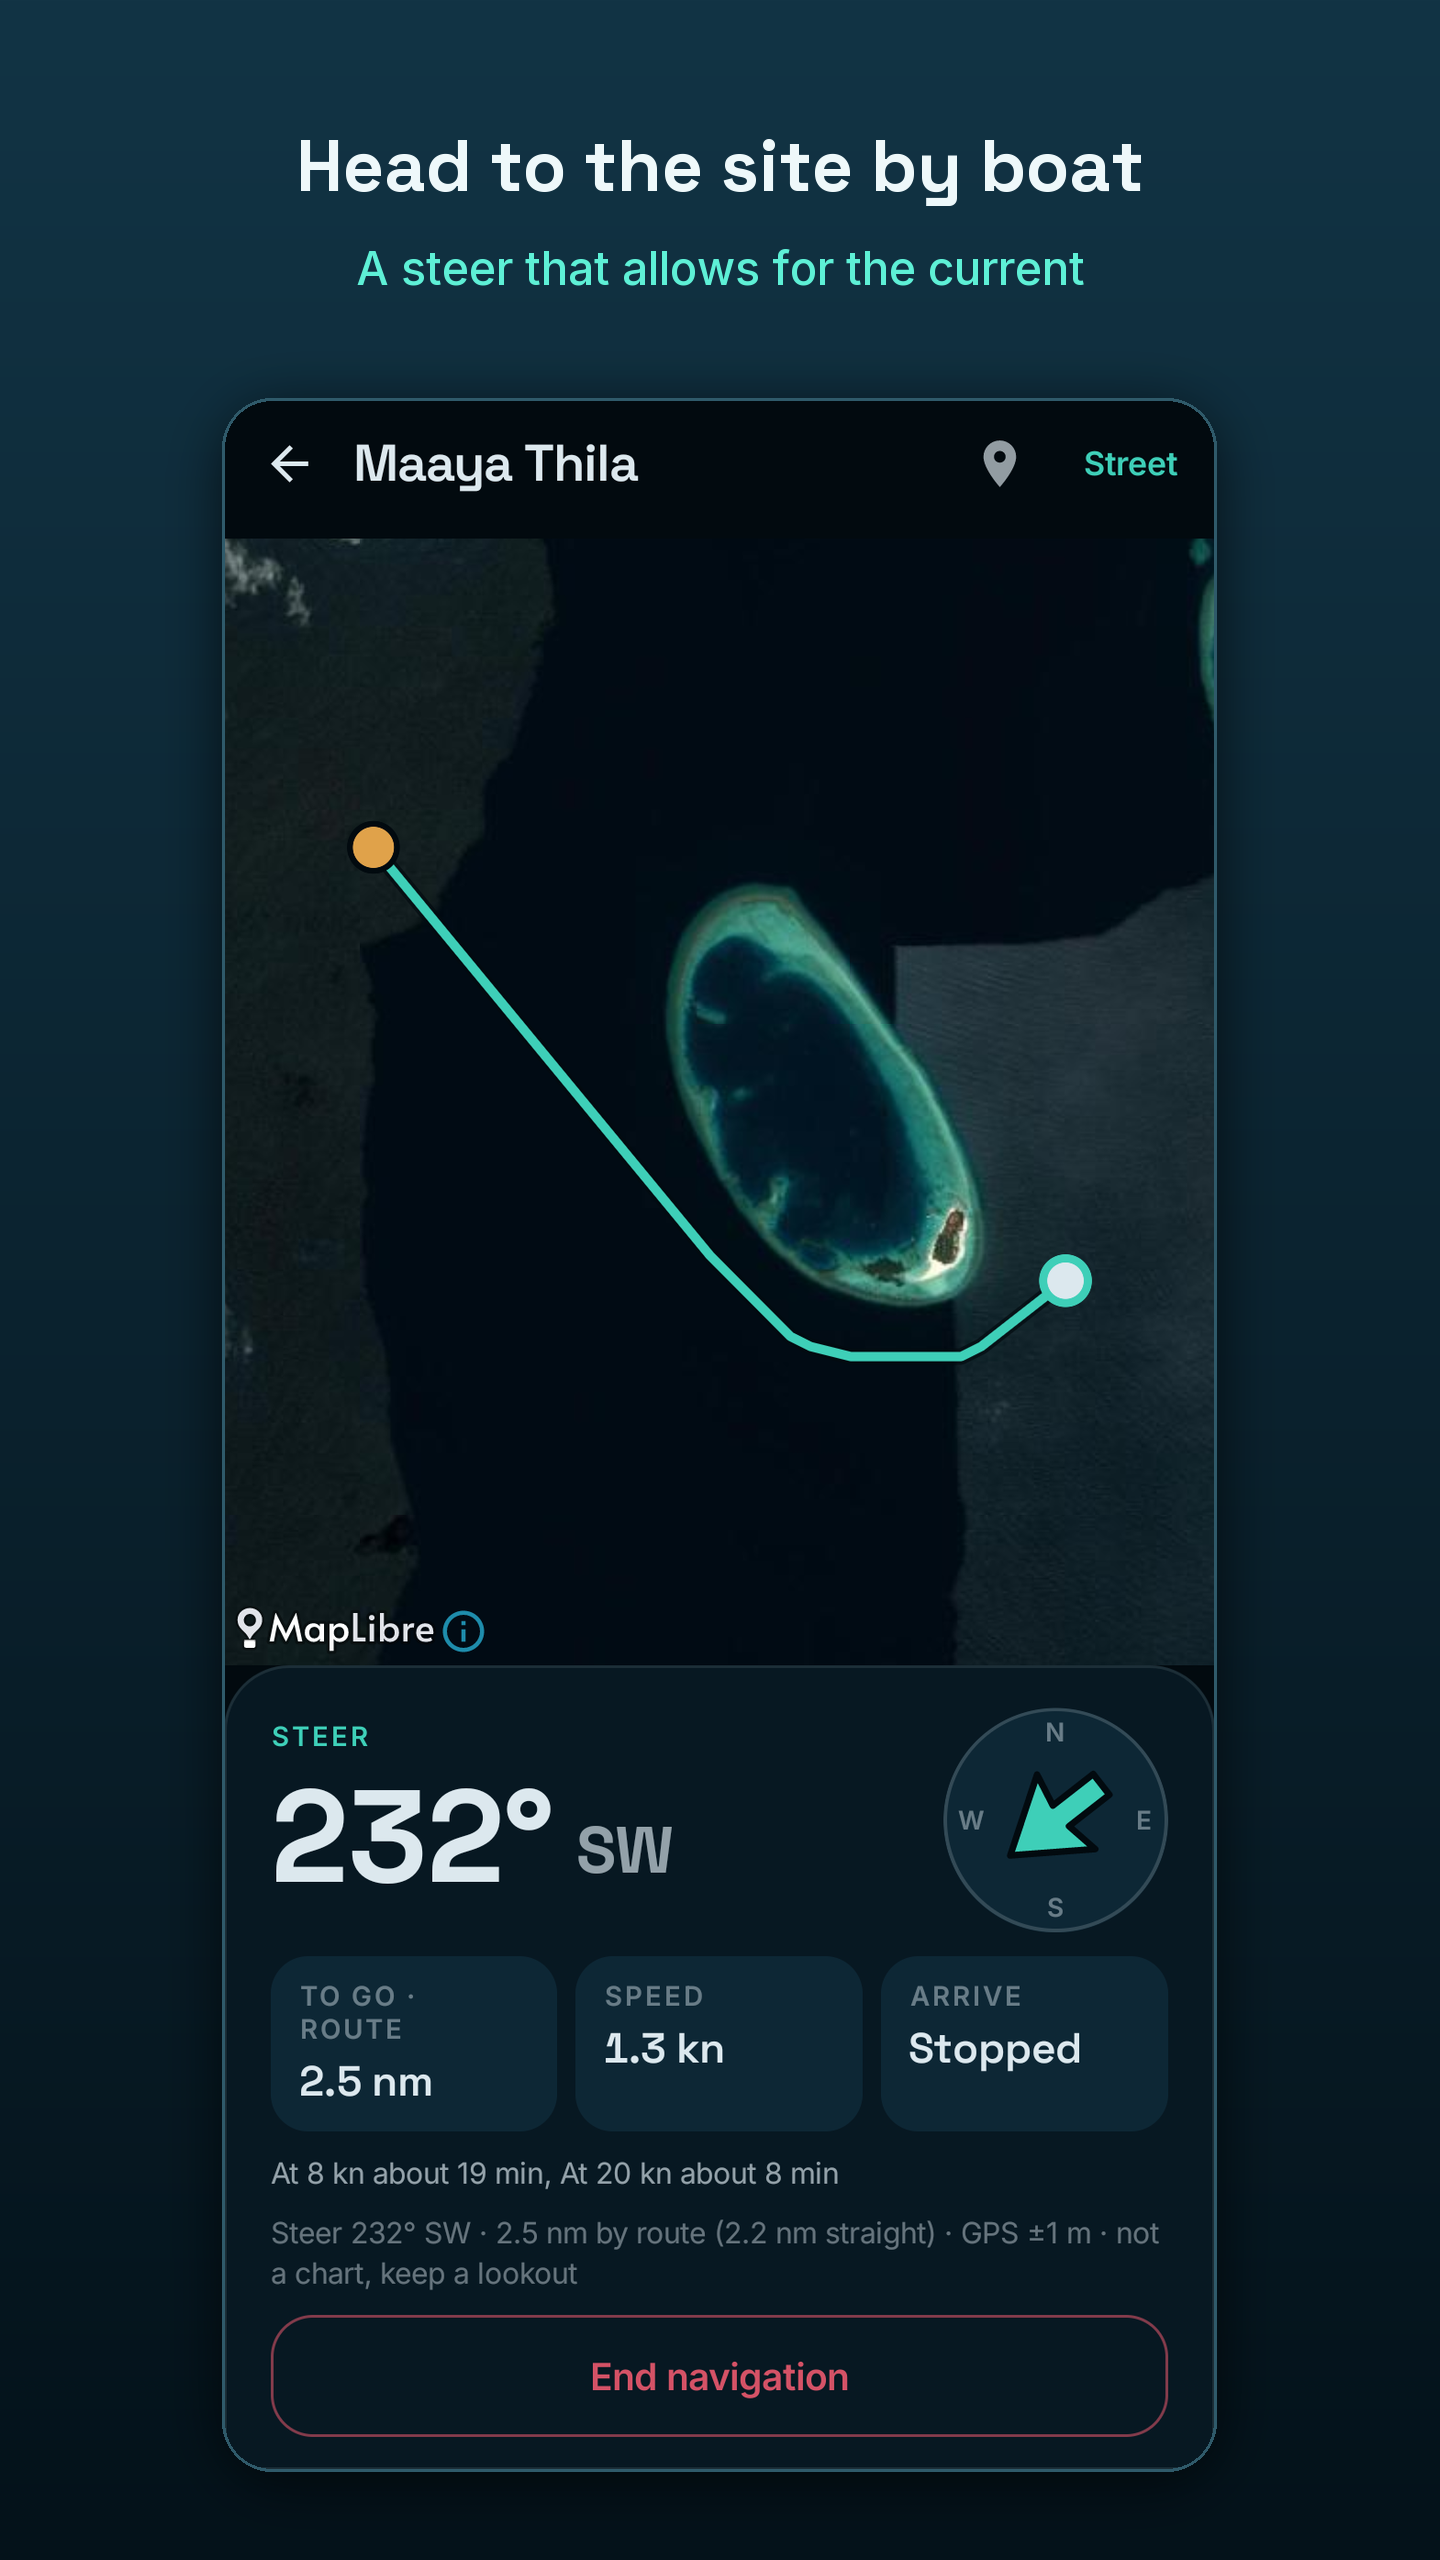 Head to the site by boat
A steer that allows for the current
Maaya Thila
Street
MapLibre
STEER
232° SW
N
W
E
S
TO GO ·
ROUTE
2.5 nm
SPEED
1.3 kn
ARRIVE
Stopped
At 8 kn about 19 min, At 20 kn about 8 min
Steer 232° SW · 2.5 nm by route (2.2 nm straight) · GPS ±1 m · not
a chart, keep a lookout
End navigation